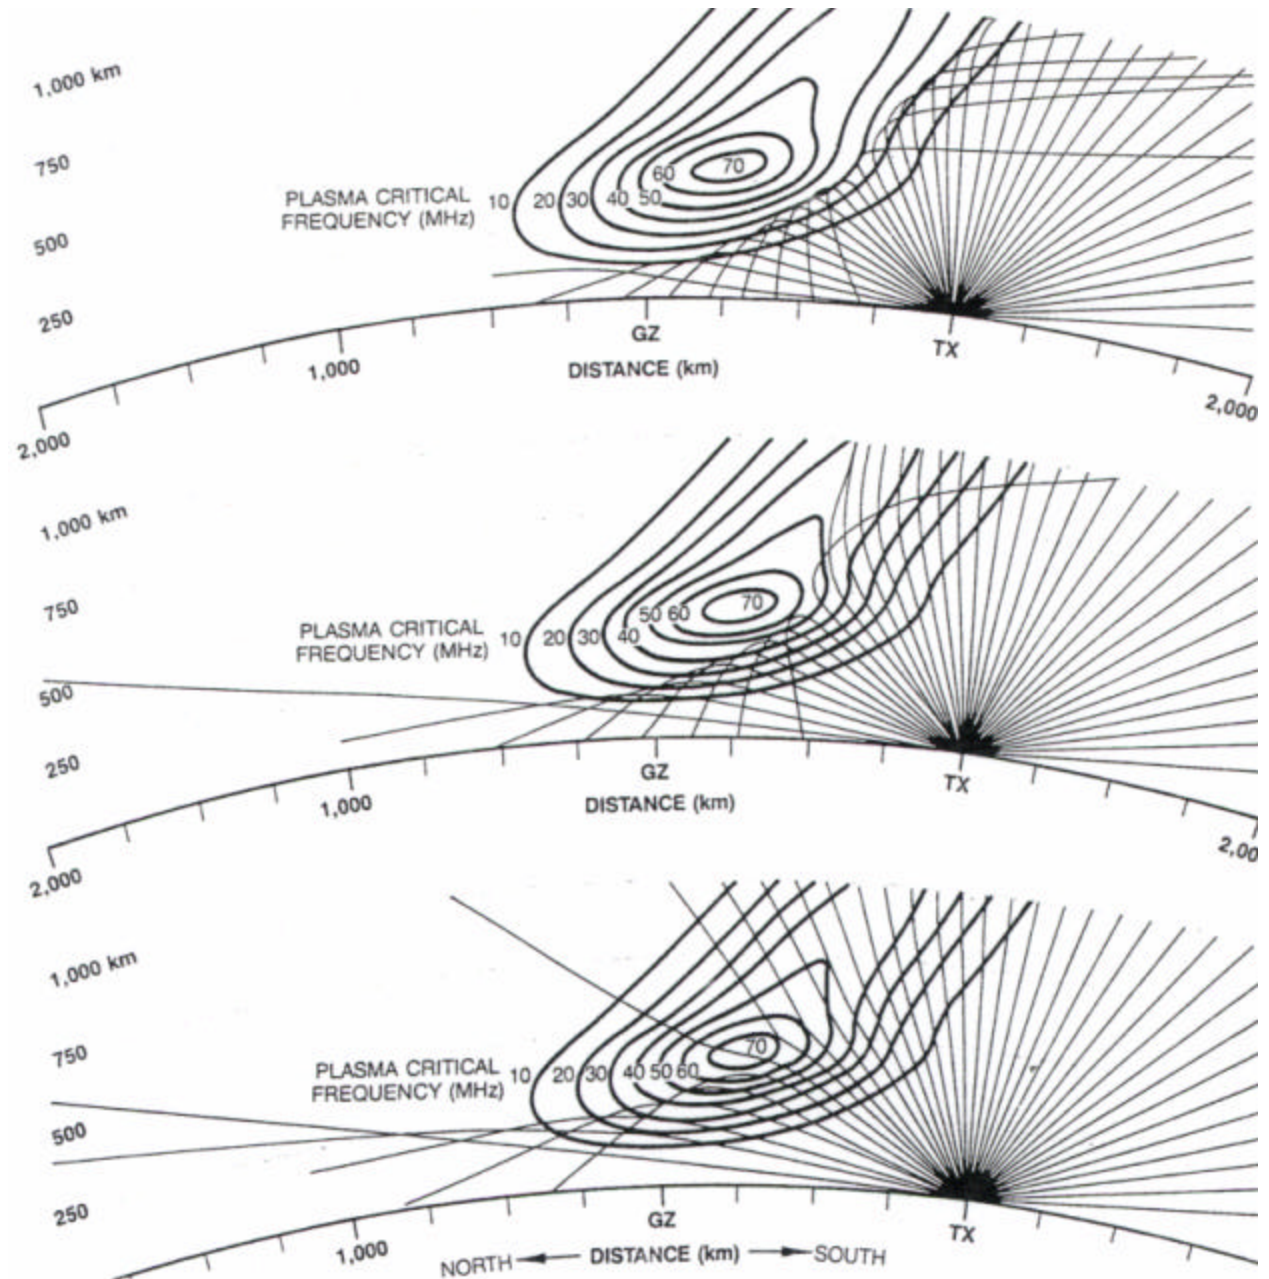 1,000 km
750
500
250
PLASMA CRITICAL
FREQUENCY (MHz)
10 20 30 40 50 60 70
GZ
TX
2,000
1,000
DISTANCE (km)
2,000
1,000 km
750
500
250
PLASMA CRITICAL
FREQUENCY (MHz)
10 20 30 40 50 60 70
GZ
TX
2,000
1,000
DISTANCE (km)
2,00
1,000 km
750
500
250
PLASMA CRITICAL
FREQUENCY (MHz)
10 20 30 40 50 60 70
GZ
TX
1,000
NORTH DISTANCE (km) SOUTH